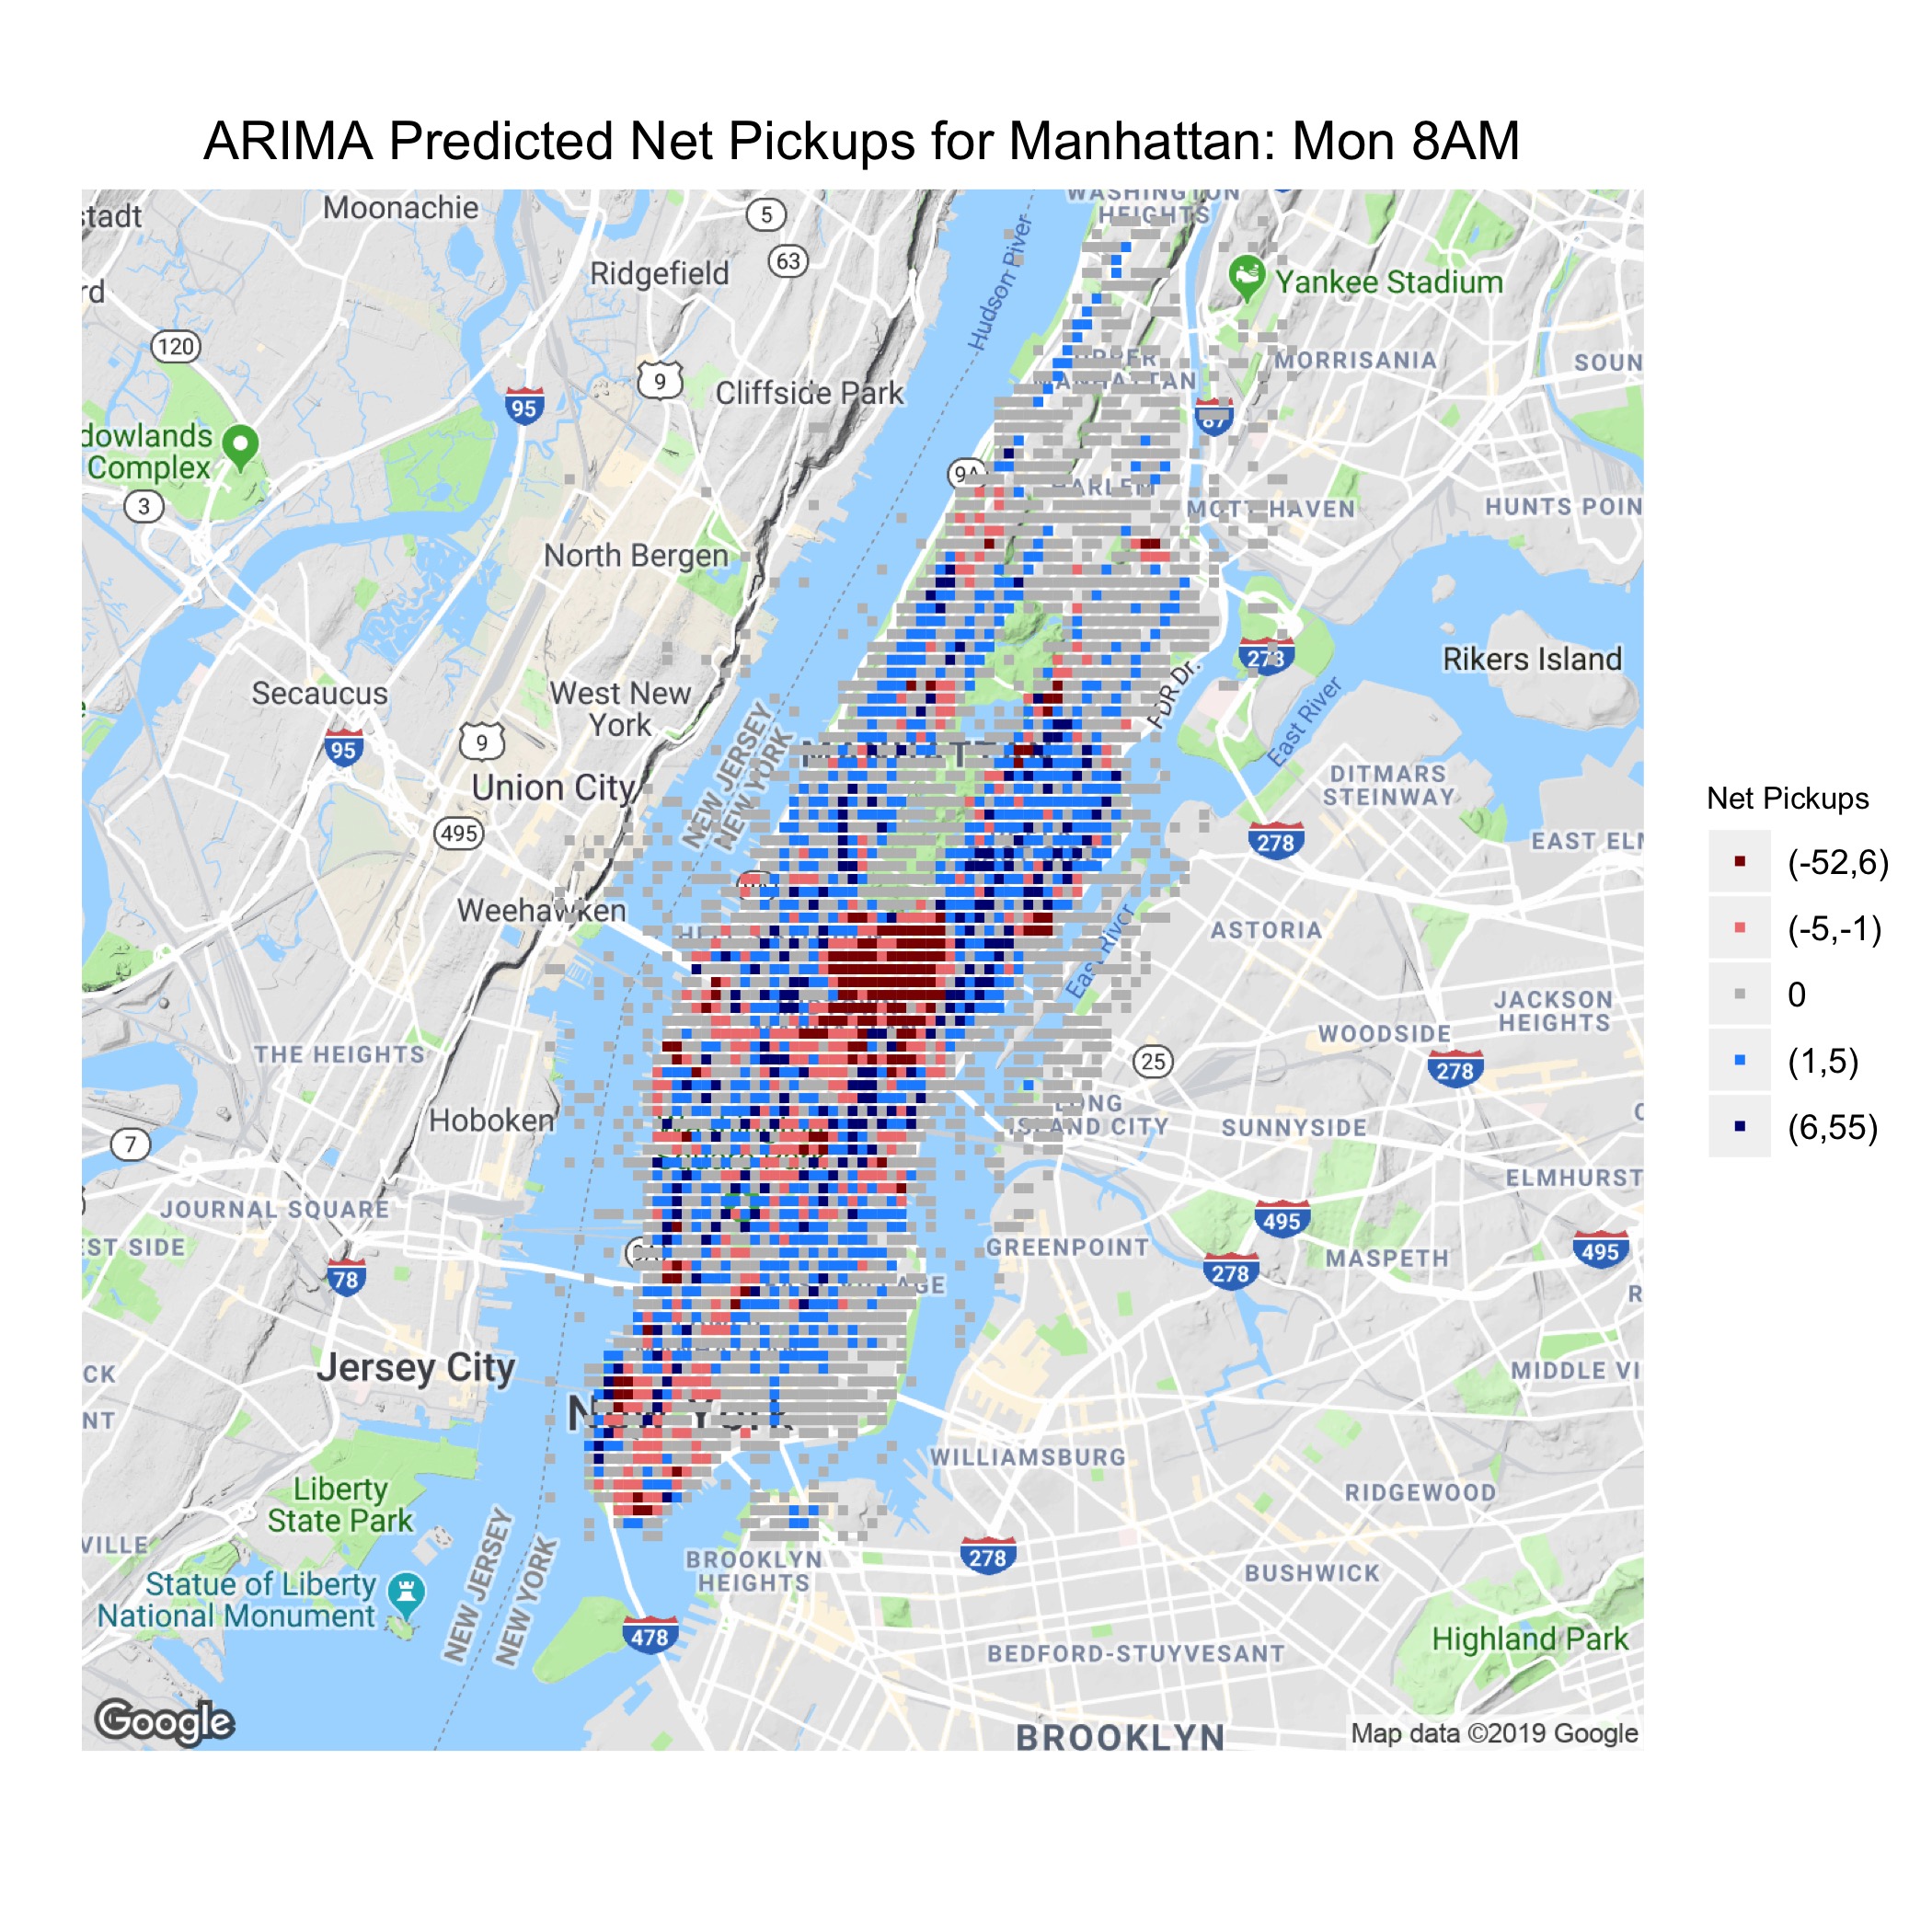 ARIMA Predicted Net Pickups for Manhattan: Mon 8AM
WASHINGTON
HEIGHTS
stadt
Moonachie
5
63
Ridgefield
Hudson River
Yankee Stadium
rd
120
9
Cliffside Park
UPPER
MANHATTAN
MORRISANIA
SOUN
95
87
dowlands
Complex
3
9A
HARLEM
MOTT HAVEN
HUNTS POIN
North Bergen
278
Rikers Island
Secaucus
West New
York
FDR Dr.
East River
9
95
NEW JERSEY
NEW YORK
Union City
DITMARS
STEINWAY
495
278
EAST ELM
Weehawken
ASTORIA
East River
JACKSON
HEIGHTS
WOODSIDE
THE HEIGHTS
25
278
Hoboken
LONG
ISLAND CITY
SUNNYSIDE
7
ELMHURST
JOURNAL SQUARE
495
EST SIDE
GREENPOINT
278
MASPETH
495
78
EAST VILLAGE
R
Jersey City
CK
MIDDLE VI
NT
New York
WILLIAMSBURG
Liberty
State Park
RIDGEWOOD
VILLE
NEW JERSEY
NEW YORK
BROOKLYN
HEIGHTS
278
BUSHWICK
Statue of Liberty
National Monument
478
BEDFORD-STUYVESANT
Highland Park
Google
BROOKLYN
Map data ©2019 Google
Net Pickups
(-52,6)
(-5,-1)
0
(1,5)
(6,55)